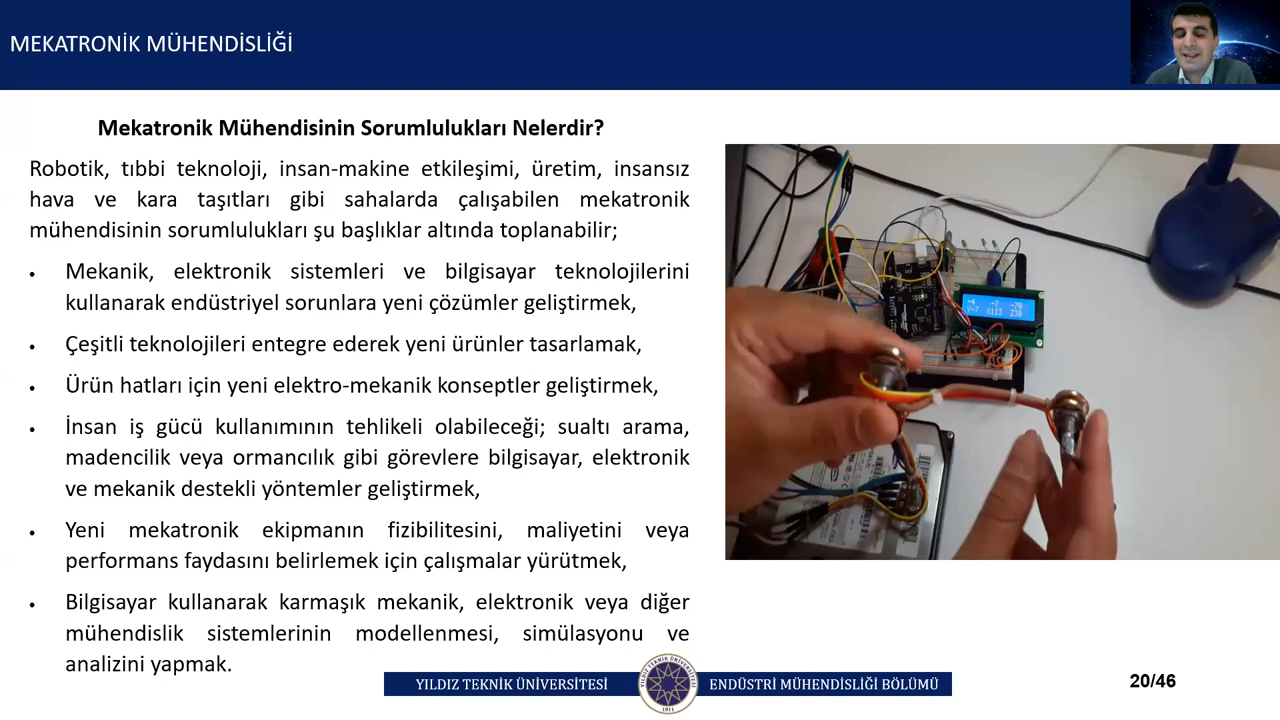 MEKATRONİK MÜHENDİSLİĞİ
Mekatronik Mühendisinin Sorumlulukları Nelerdir?
Robotik, tıbbi teknoloji, insan-makine etkileşimi, üretim, insansız
hava ve kara taşıtları gibi sahalarda çalışabilen mekatronik
mühendisinin sorumlulukları şu başlıklar altında toplanabilir;
• Mekanik, elektronik sistemleri ve bilgisayar teknolojilerini
kullanarak endüstriyel sorunlara yeni çözümler geliştirmek,
• Çeşitli teknolojileri entegre ederek yeni ürünler tasarlamak,
• Ürün hatları için yeni elektro-mekanik konseptler geliştirmek,
• İnsan iş gücü kullanımının tehlikeli olabileceği; sualtı arama,
madencilik veya ormancılık gibi görevlere bilgisayar, elektronik
ve mekanik destekli yöntemler geliştirmek,
• Yeni mekatronik ekipmanın fizibilitesini, maliyetini veya
performans faydasını belirlemek için çalışmalar yürütmek,
• Bilgisayar kullanarak karmaşık mekanik, elektronik veya diğer
mühendislik sistemlerinin modellenmesi, simülasyonu ve
analizini yapmak.
YILDIZ TEKNİK ÜNİVERSİTESİ
YILDIZ TEKNİK ÜNİVERSİTESİ
1911
ENDÜSTRİ MÜHENDİSLİĞİ BÖLÜMÜ
20/46